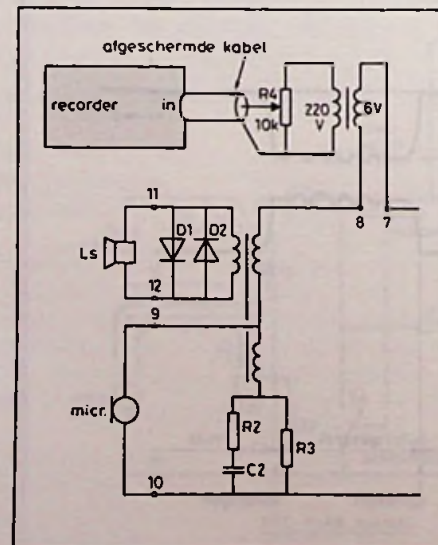 afgeschermde kabel
recorder in
R4
10k
220
V
6V
11
8 7
D1 D2
Ls
12
9
micr.
R2
R3
C2
10